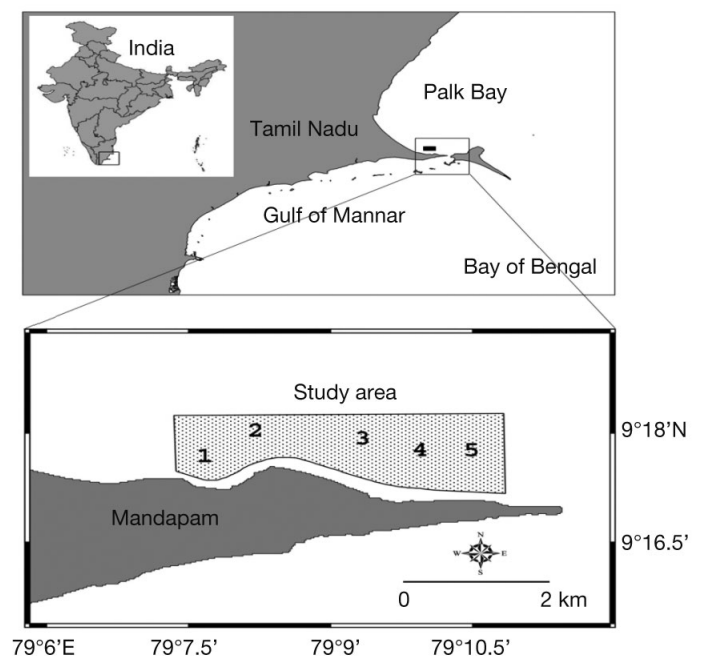 India
Palk Bay
Tamil Nadu
Gulf of Mannar
Bay of Bengal
Study area
1 2 3 4 5
9°18'N
Mandapam
9°16.5'
N
W E
S
0 2 km
79°6'E 79°7.5' 79°9' 79°10.5'